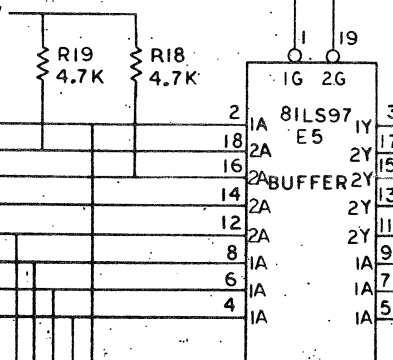 1 19
R19 R18
4.7K 4.7K
1G 2G
2 1A 81LS97 1Y 3
E5
18 2A 2Y 17
16 2A BUFFER 2Y 15
14 2A 2Y 13
12 2A 2Y 11
8 1A 1A 9
6 1A 1A 7
4 1A 1A 5